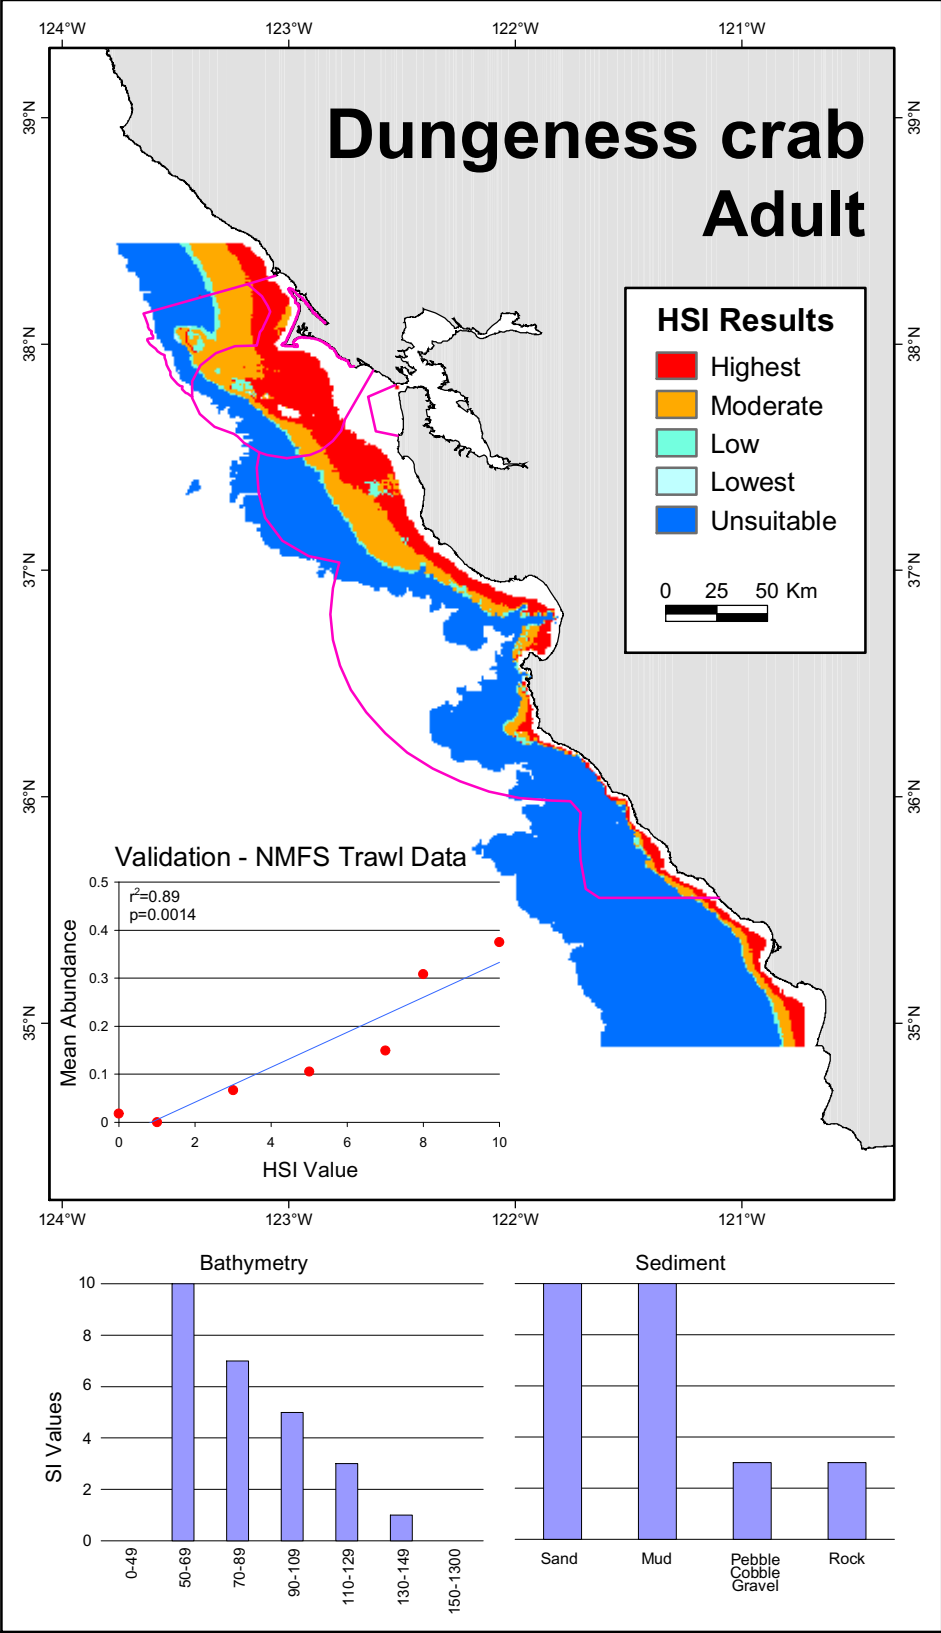 124°W 123°W 122°W 121°W
39°N 39°N
Dungeness crab
Adult
HSI Results
Highest
38°N 38°N
Moderate
Low
Lowest
Unsuitable
37°N 37°N
0 25 50 Km
36°N 36°N
Validation - NMFS Trawl Data
0.5
r²=0.89
p=0.0014
0.4
0.3
Mean Abundance
0.2
0.1
0
0 2 4 6 8 10
HSI Value
35°N 35°N
124°W 123°W 122°W 121°W
Bathymetry
10
8
6
4
2
0
SI Values
0-49
50-69
70-89
90-109
110-129
130-149
150-1300
Sediment
Sand
Mud
Pebble
Cobble
Gravel
Rock